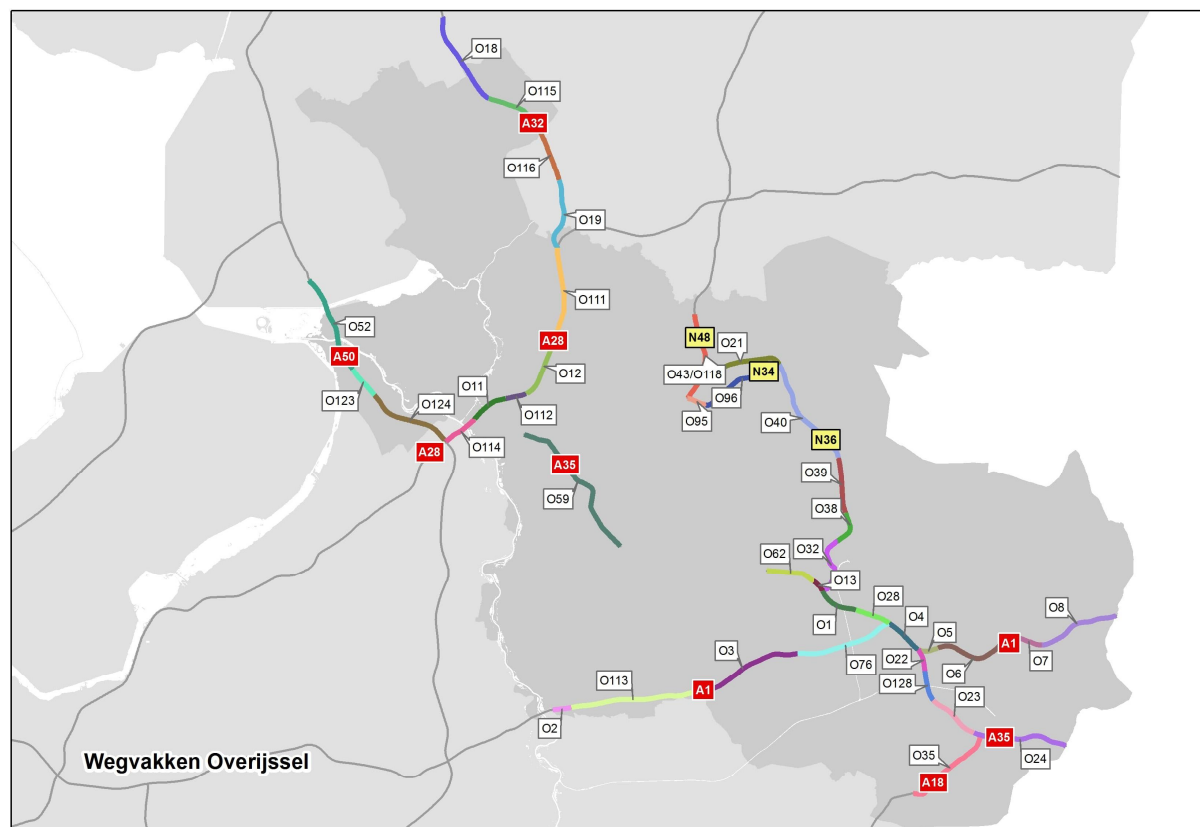 O18
O115
A32
O116
O19
O111
O52
N48
O21
A28
A50
O43/O118
N34
O12
O11
O123
O96
O124
O112
O95
O40
O114
N36
A28
A35
O39
O59
O38
O32
O62
O13
O28
O8
O1
O4
O5
A1
O3
O22
O7
O76
O6
O128
O113
A1
O23
O2
A35
O24
Wegvakken Overijssel
O35
A18